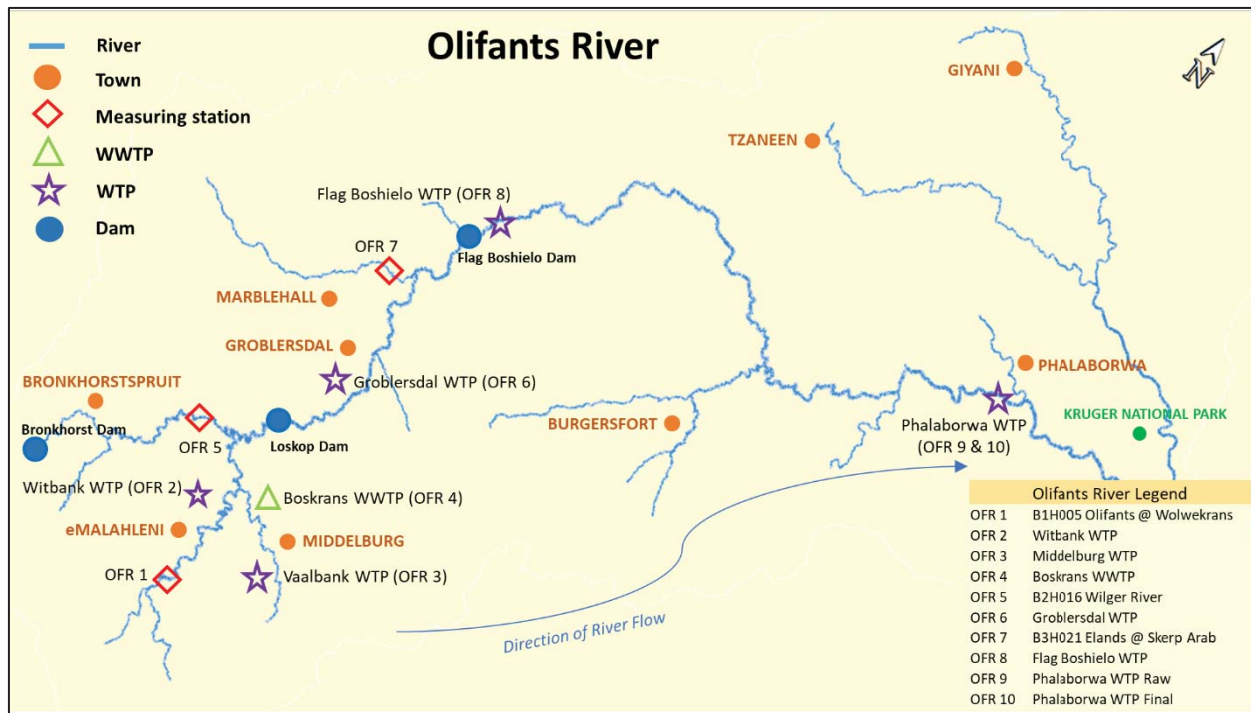 Olifants River
River
Town
Measuring station
WWTP
WTP
Dam
N
GIYANI
TZANEEN
Flag Boshielo WTP (OFR 8)
OFR 7
Flag Boshielo Dam
MARBLEHALL
GROBLERSDAL
Groblersdal WTP (OFR 6)
BRONKHORSTSPRUIT
Bronkhorst Dam
OFR 5
Loskop Dam
BURGERSFORT
PHALABORWA
Phalaborwa WTP
(OFR 9 & 10)
KRUGER NATIONAL PARK
Witbank WTP (OFR 2)
Boskrans WWTP (OFR 4)
eMALAHLENI
MIDDELBURG
OFR 1
Vaalbank WTP (OFR 3)
Direction of River Flow
Olifants River Legend
OFR 1 B1H005 Olifants @ Wolwekrans
OFR 2 Witbank WTP
OFR 3 Middelburg WTP
OFR 4 Boskrans WWTP
OFR 5 B2H016 Wilger River
OFR 6 Groblersdal WTP
OFR 7 B3H021 Elands @ Skerp Arab
OFR 8 Flag Boshielo WTP
OFR 9 Phalaborwa WTP Raw
OFR 10 Phalaborwa WTP Final